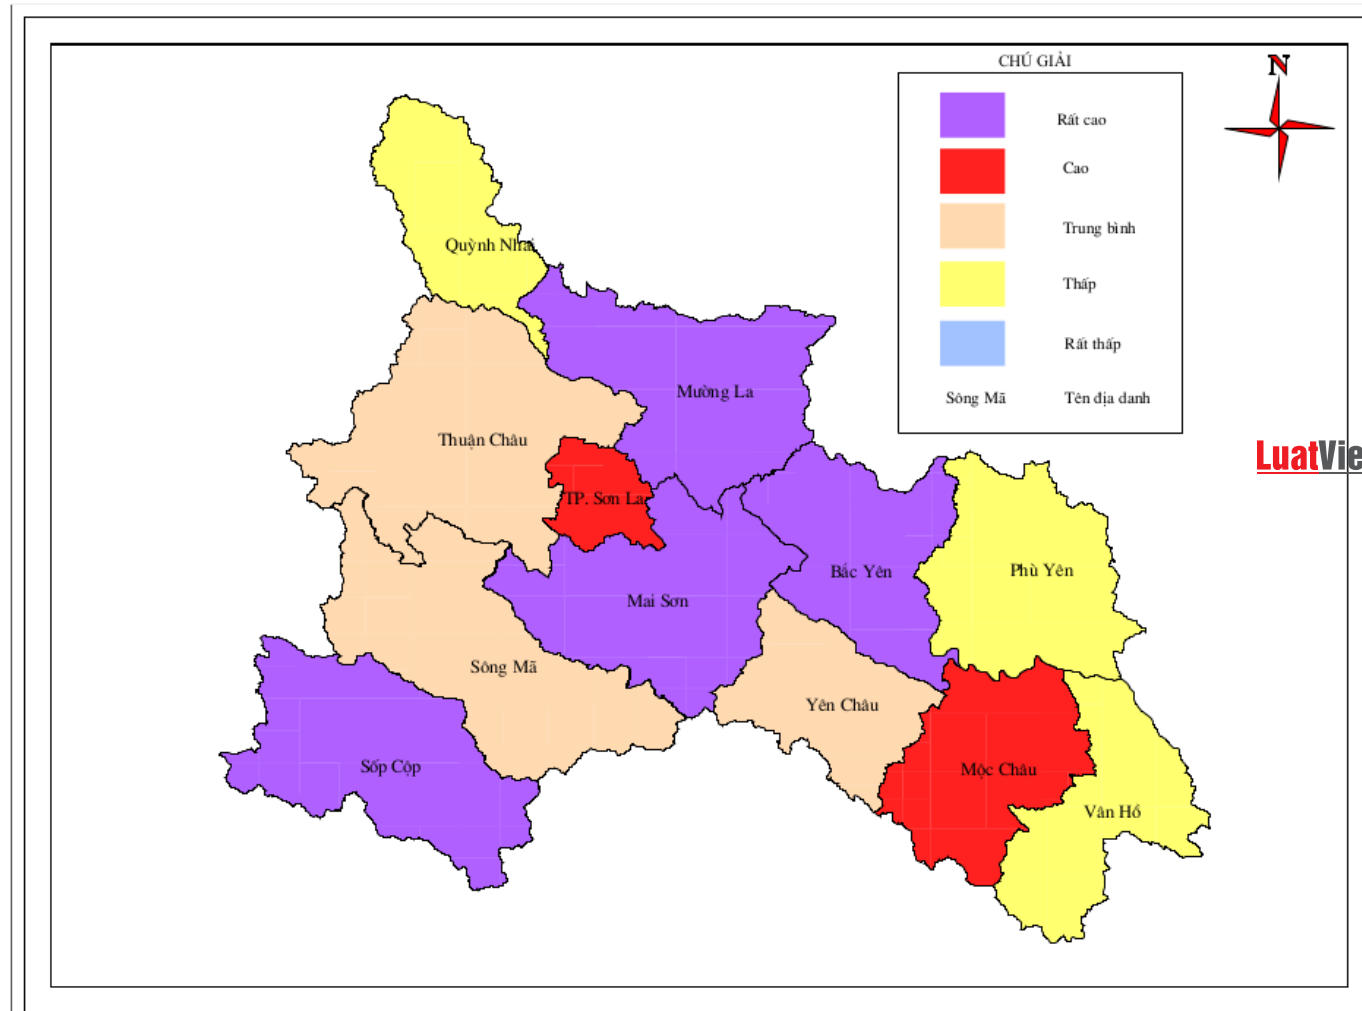 CHÚ GIẢI
N
Rất cao
Cao
Trung bình
Thấp
Rất thấp
Sông Mã Tên địa danh
Quỳnh Nhai
Mường La
Thuận Châu
LuatVie
TP. Sơn La
Bắc Yên
Phù Yên
Mai Sơn
Sông Mã
Yên Châu
Sốp Cộp
Mộc Châu
Vân Hồ